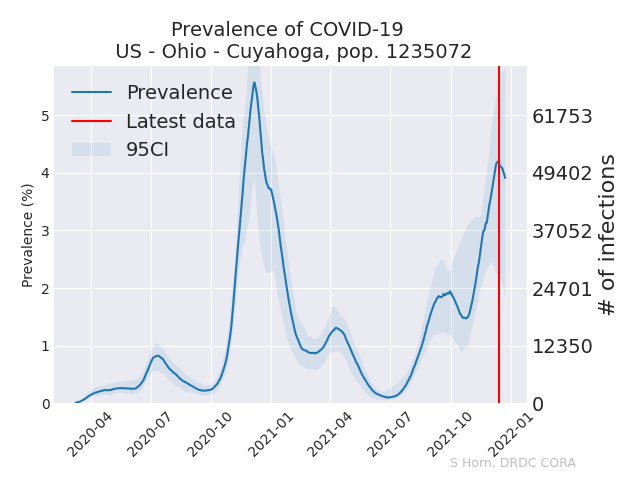 Prevalence of COVID-19
US - Ohio - Cuyahoga, pop. 1235072
Prevalence
Latest data
95CI
Prevalence (%)
5
4
3
2
1
0
61753
49402
37052
24701
12350
0
# of infections
2020-04
2020-07
2020-10
2021-01
2021-04
2021-07
2021-10
2022-01
S Horn, DRDC CORA